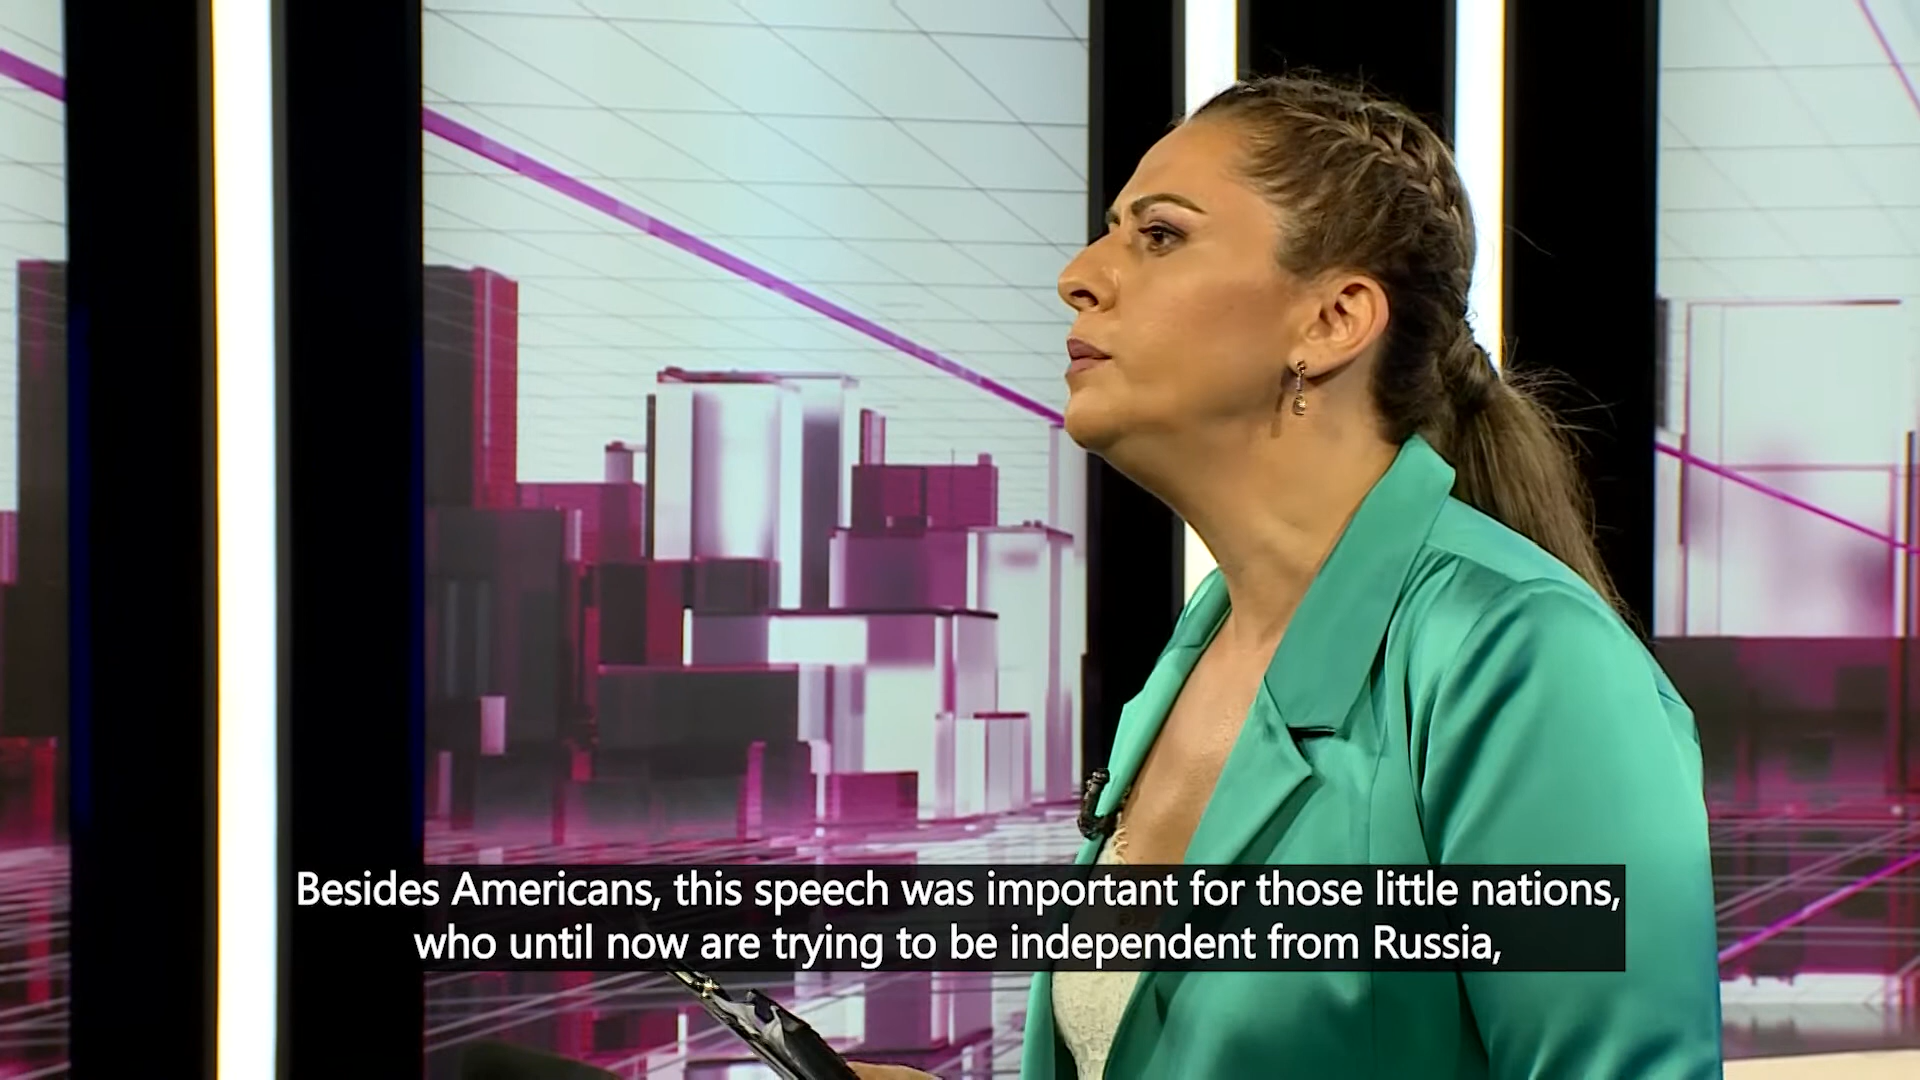 Besides Americans, this speech was important for those little nations,
who until now are trying to be independent from Russia,